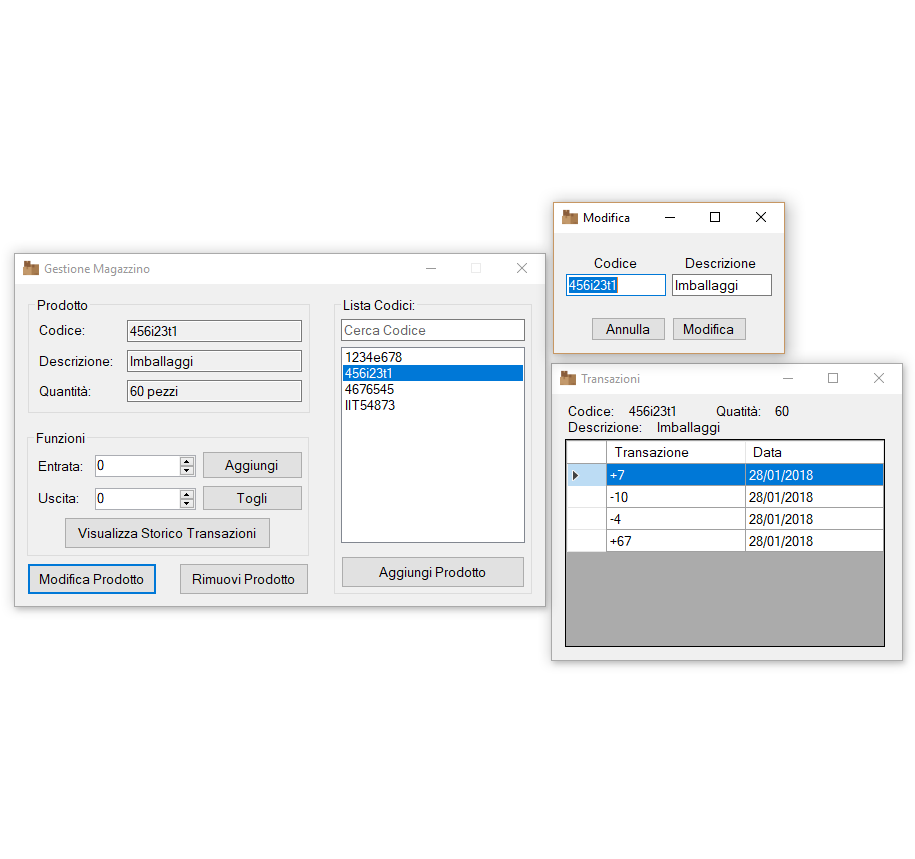 Gestione Magazzino
Prodotto
Codice: 456i23t1
Descrizione: Imballaggi
Quantità: 60 pezzi
Funzioni
Entrata: 0 Aggiungi
Uscita: 0 Togli
Visualizza Storico Transazioni
Modifica Prodotto Rimuovi Prodotto
Lista Codici:
Cerca Codice
1234e678
456i23t1
4676545
IIT54873
Aggiungi Prodotto
Modifica
Codice Descrizione
456i23t1 Imballaggi
Annulla Modifica
Transazioni
Codice: 456i23t1 Quatità: 60
Descrizione: Imballaggi
Transazione Data
+7 28/01/2018
-10 28/01/2018
-4 28/01/2018
+67 28/01/2018